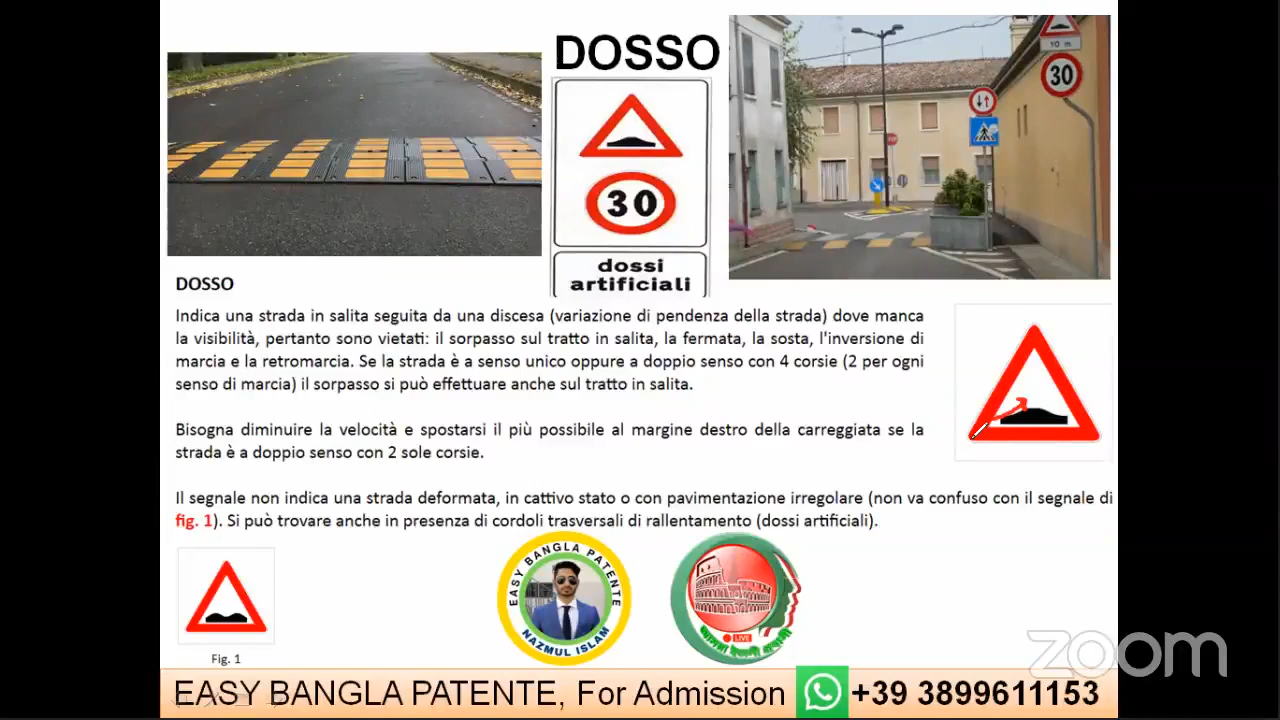 DOSSO
10 m
30
30
dossi
artificiali
DOSSO
Indica una strada in salita seguita da una discesa (variazione di pendenza della strada) dove manca
la visibilità, pertanto sono vietati: il sorpasso sul tratto in salita, la fermata, la sosta, l'inversione di
marcia e la retromarcia. Se la strada è a senso unico oppure a doppio senso con 4 corsie (2 per ogni
senso di marcia) il sorpasso si può effettuare anche sul tratto in salita.
Bisogna diminuire la velocità e spostarsi il più possibile al margine destro della carreggiata se la
strada è a doppio senso con 2 sole corsie.
Il segnale non indica una strada deformata, in cattivo stato o con pavimentazione irregolare (non va confuso con il segnale di
fig. 1). Si può trovare anche in presenza di cordoli trasversali di rallentamento (dossi artificiali).
Fig. 1
EASY BANGLA PATENTE
NAZMUL ISLAM
LIVE
zoom
EASY BANGLA PATENTE, For Admission +39 3899611153